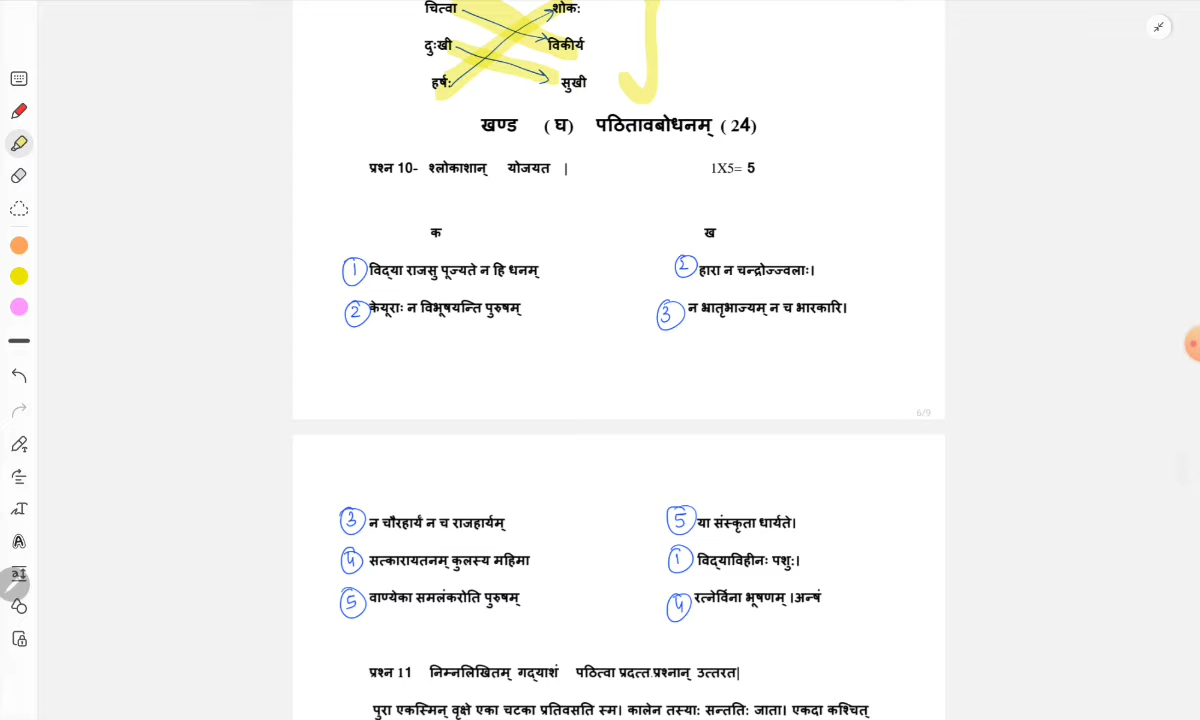 चित्वा शोक:
दुःखी विकीर्य
हर्षः सुखी
खण्ड ( घ) पठितावबोधनम् ( 24)
प्रश्न 10- श्लोकाशान् योजयत | 1X5= 5
क ख
1 विद्या राजसु पूज्यते न हि धनम् 2 हारा न चन्द्रोज्ज्वलाः।
2 केयूराः न विभूषयन्ति पुरुषम् 3 न भ्रातृभाज्यम् न च भारकारि।
6/9
3 न चौरहार्यं न च राजहार्यम् 5 या संस्कृता धार्यते।
4 सत्कारायतनम् कुलस्य महिमा 1 विद्याविहीनः पशु:।
5 वाण्येका समलंकरोति पुरुषम् 4 रत्नेर्विना भूषणम् ।अन्षं
प्रश्न 11 निम्नलिखितम् गद्याशं पठित्वा प्रदत्त प्रश्नान् उत्तरत|
पुरा एकस्मिन् वृक्षे एका चटका प्रतिवसति स्म। कालेन तस्याः सन्ततिः जाता। एकदा कश्चित्